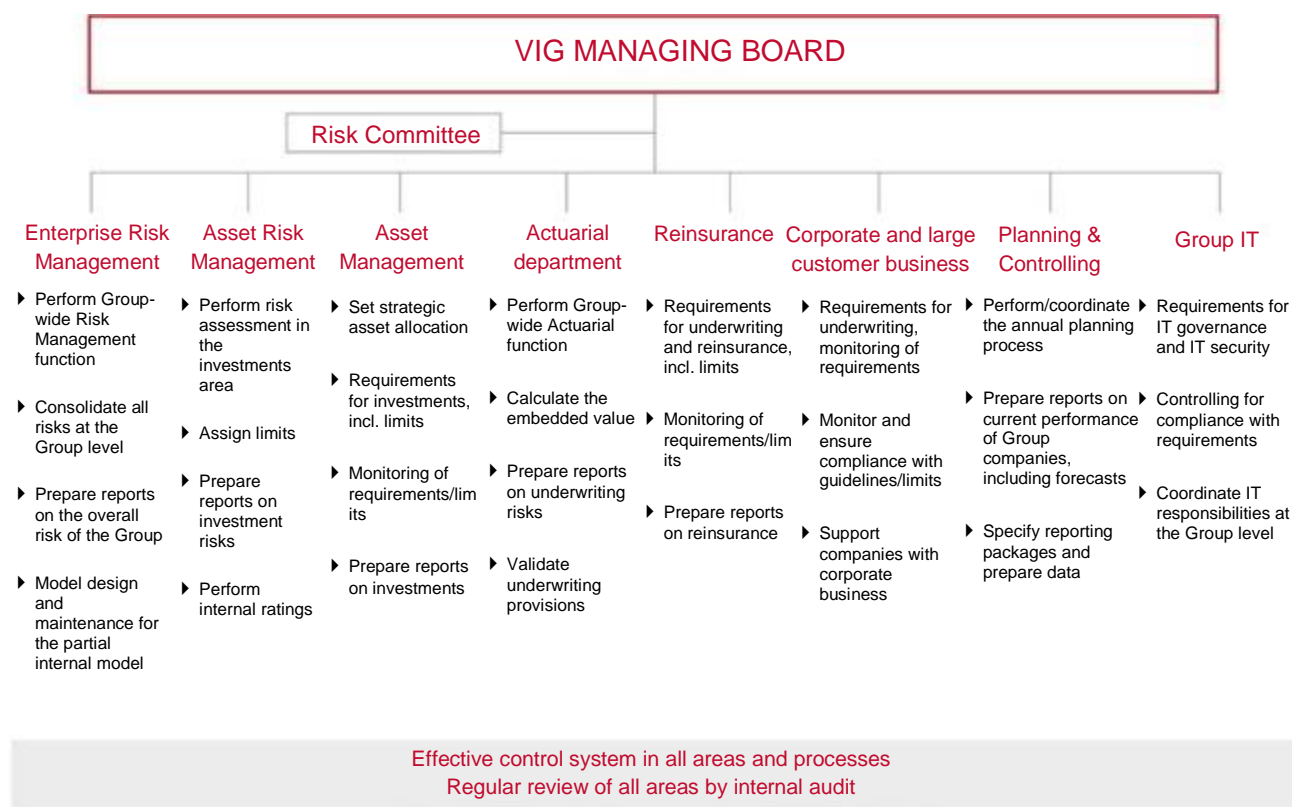 VIG MANAGING BOARD
Risk Committee
Enterprise Risk
Management
Perform Group-
wide Risk
Management
function
Consolidate all
risks at the
Group level
Prepare reports
on the overall
risk of the Group
Model design
and
maintenance for
the partial
internal model
Asset Risk
Management
Perform risk
assessment in
the
investments
area
Assign limits
Prepare
reports on
investment
risks
Perform
internal ratings
Asset
Management
Set strategic
asset allocation
Requirements
for investments,
incl. limits
Monitoring of
requirements/lim
its
Prepare reports
on investments
Actuarial
department
Perform Group-
wide Actuarial
function
Calculate the
embedded value
Prepare reports
on underwriting
risks
Validate
underwriting
provisions
Reinsurance
Requirements
for underwriting
and reinsurance,
incl. limits
Monitoring of
requirements/lim
its
Prepare reports
on reinsurance
Corporate and large
customer business
Requirements for
underwriting,
monitoring of
requirements
Monitor and
ensure
compliance with
guidelines/limits
Support
companies with
corporate
business
Planning &
Controlling
Perform/coordinate
the annual planning
process
Prepare reports on
current performance
of Group
companies,
including forecasts
Specify reporting
packages and
prepare data
Group IT
Requirements for
IT governance
and IT security
Controlling for
compliance with
requirements
Coordinate IT
responsibilities at
the Group level
Effective control system in all areas and processes
Regular review of all areas by internal audit